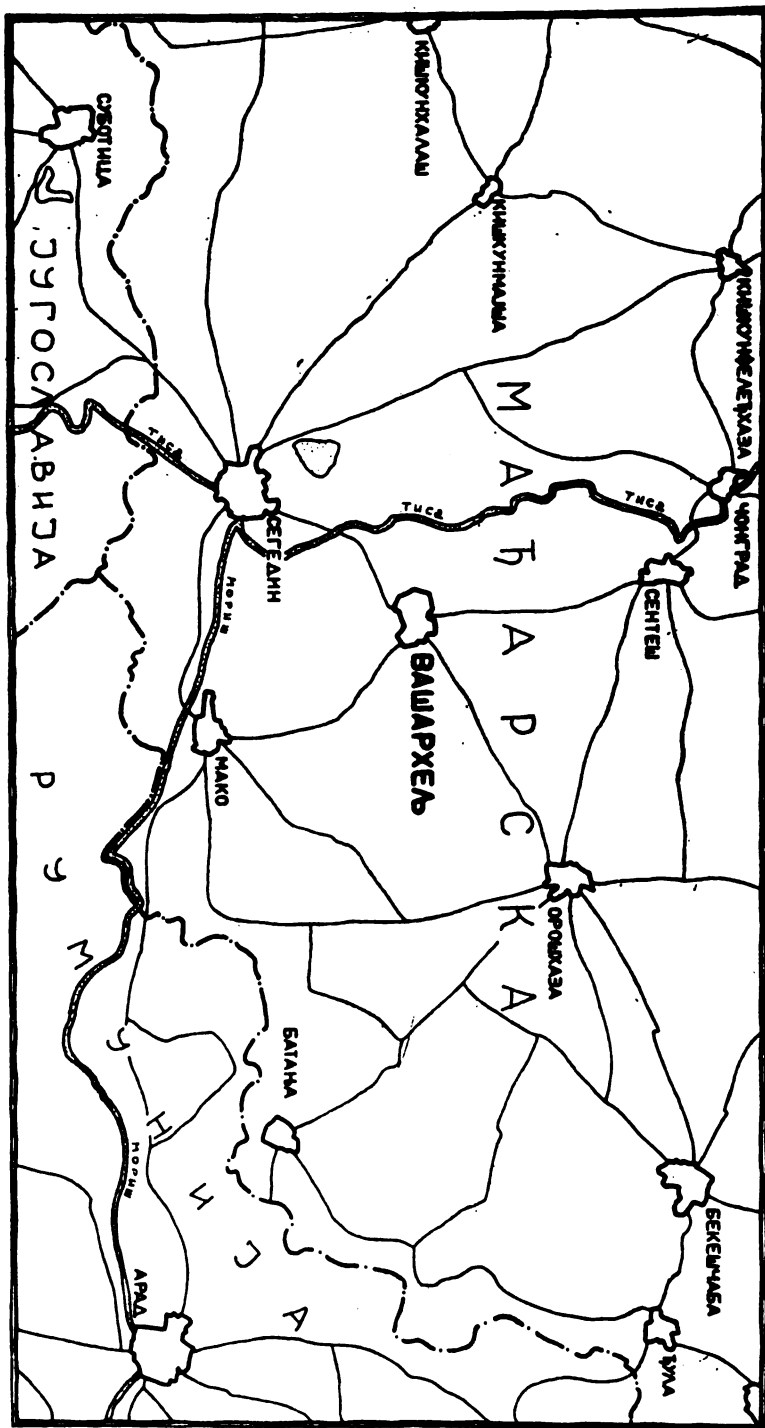 КИШКУНФЕЛЕЂХАЗА
ЧОНГРАД
БЕКЕШЧАБА
ЂУЛА
СЕНТЕШ
ТИСА
КИШКУНМАЈША
МАЂАРСКА
ОРОШХАЗА
КИШКУНХАЛАШ
ТИСА
ВАШАРХЕЉ
СЕГЕДИН
БАТАЊА
МАКО
МОРИШ
ТИСА
СУБОТИЦА
МОРИШ
АРАД
ЈУГОСЛАВИЈА
РУМУНИЈА